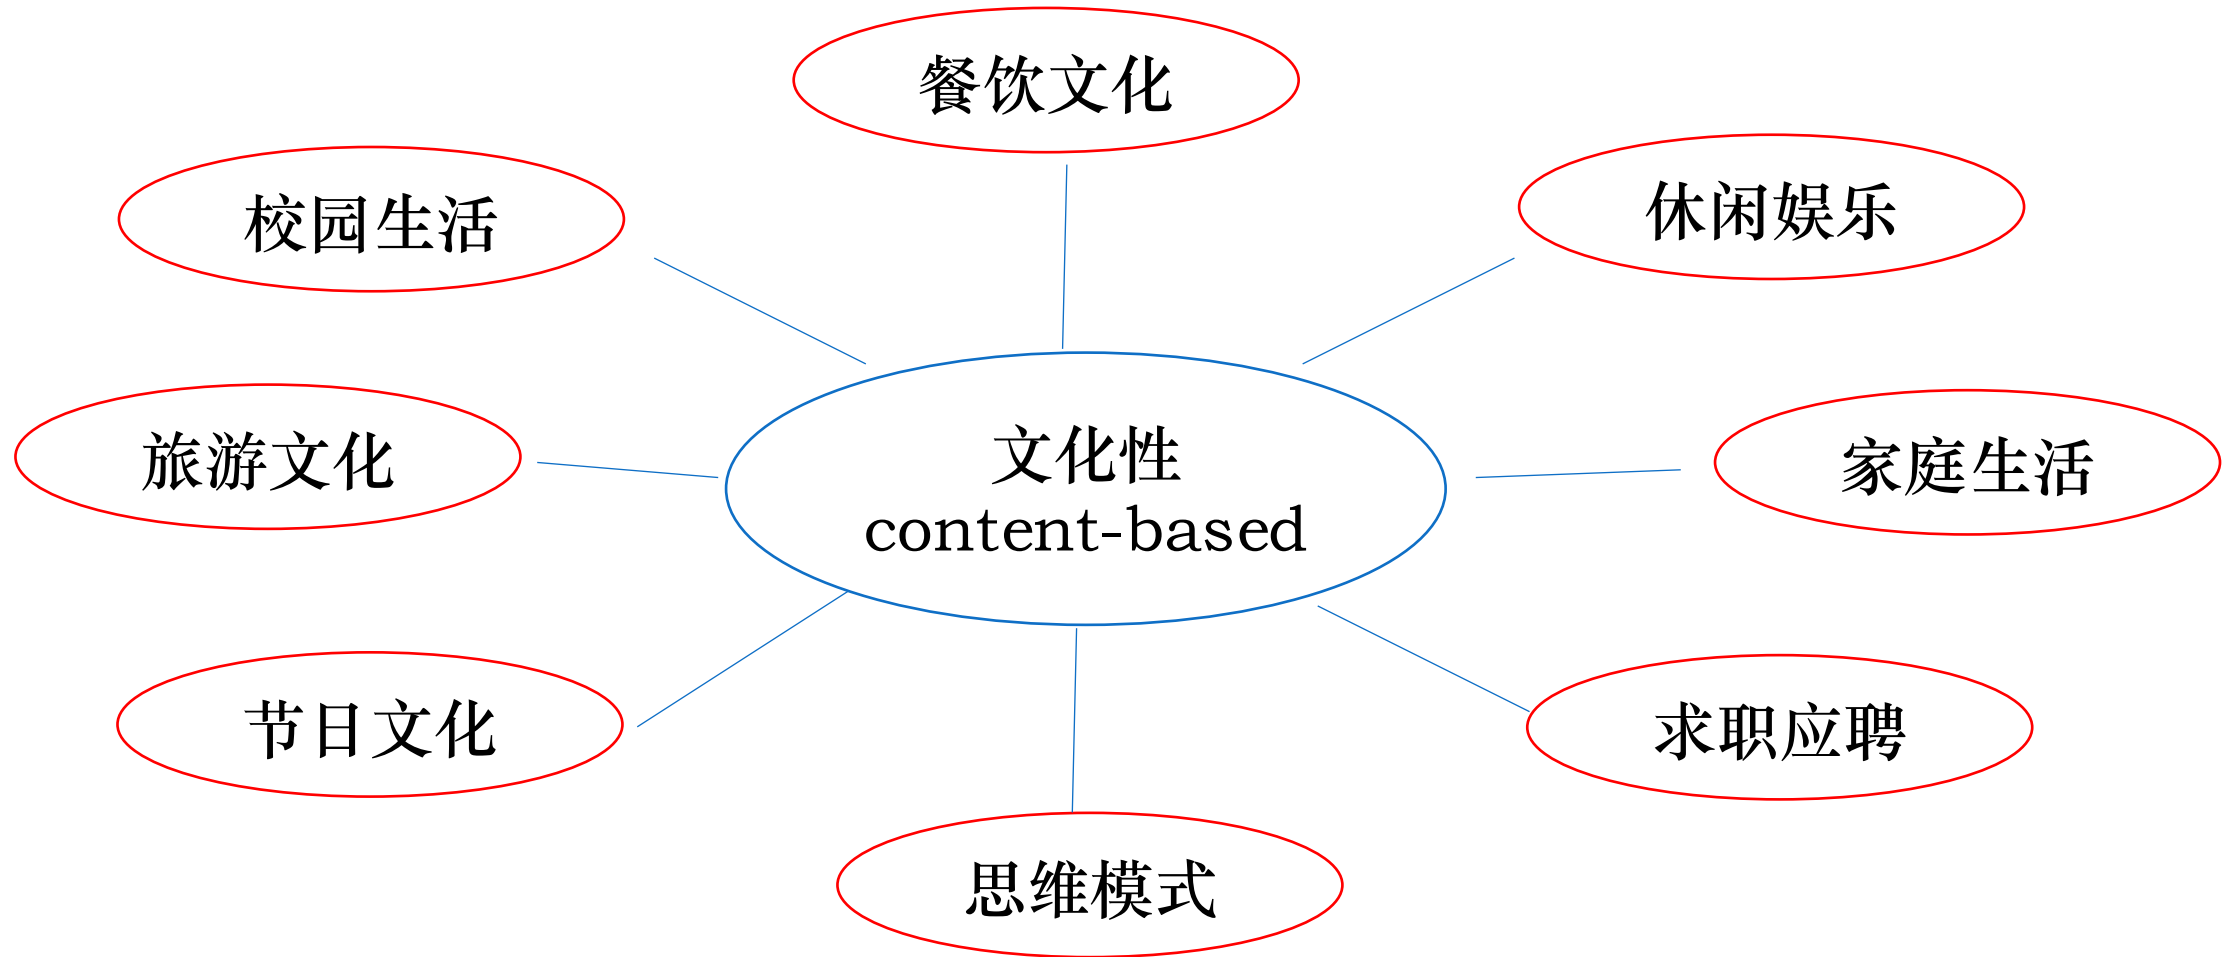 餐饮文化
校园生活
休闲娱乐
旅游文化
文化性
content-based
家庭生活
节日文化
求职应聘
思维模式